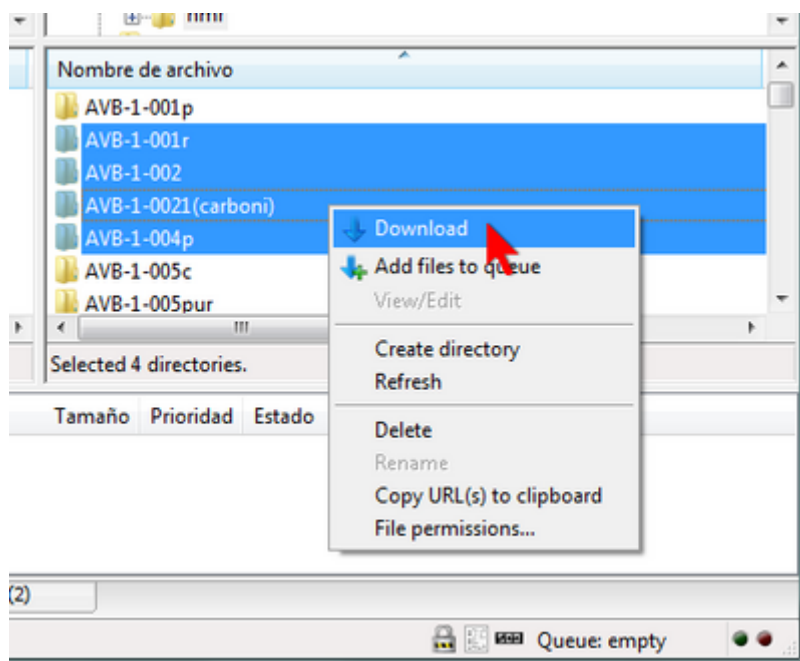 nmr
Nombre de archivo
AVB-1-001p
AVB-1-001r
AVB-1-002
AVB-1-0021(carboni)
AVB-1-004p
AVB-1-005c
AVB-1-005pur
Selected 4 directories.
Download
Add files to queue
View/Edit
Create directory
Refresh
Delete
Rename
Copy URL(s) to clipboard
File permissions...
Tamaño Prioridad Estado
(2)
Queue: empty